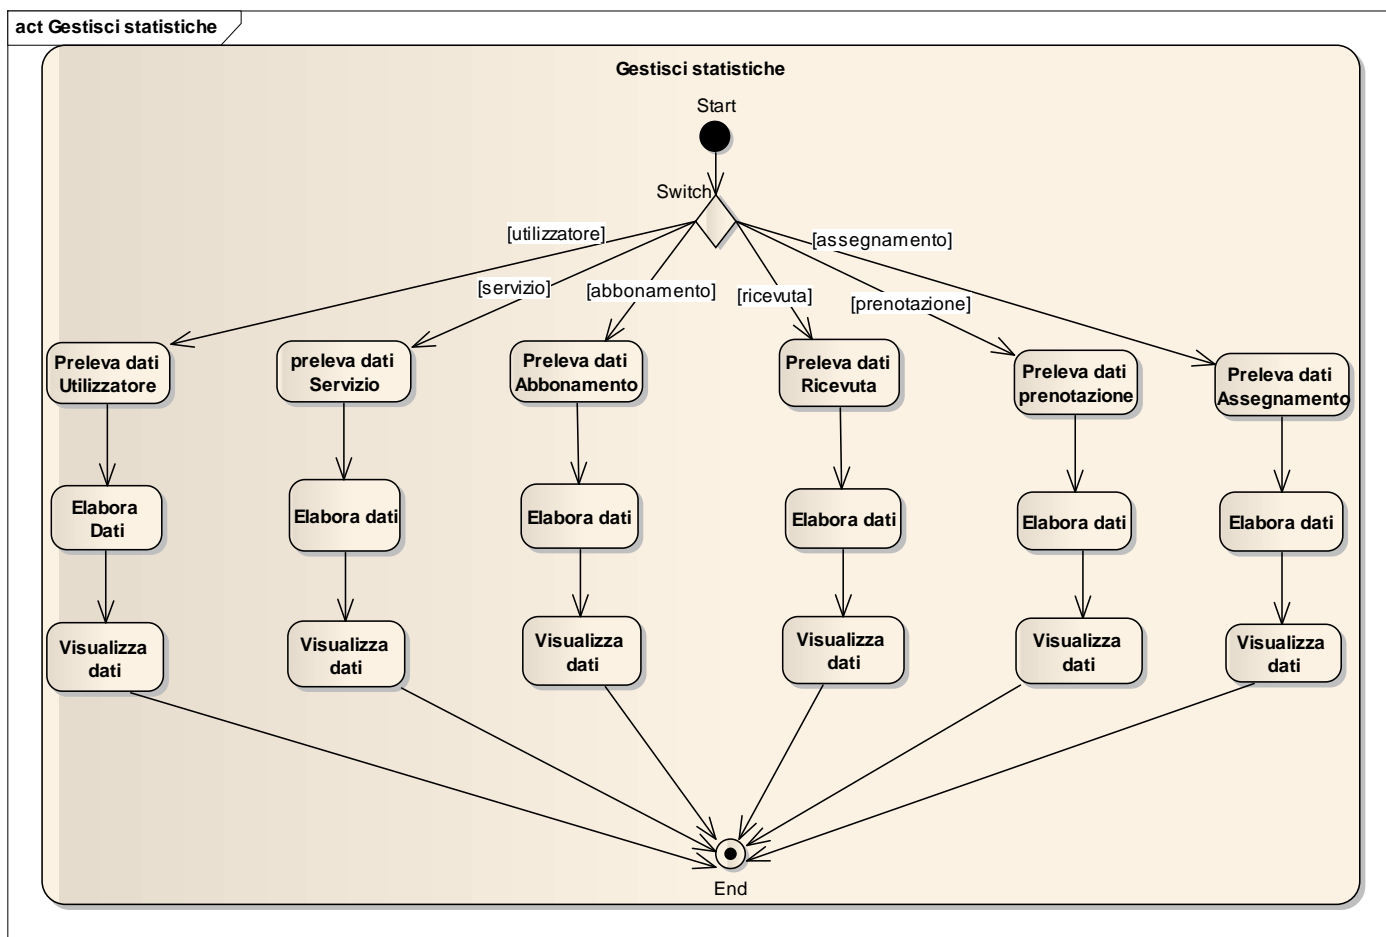 act Gestisci statistiche
Gestisci statistiche
Start
Switch
[utilizzatore]
[assegnamento]
[servizio]
[abbonamento]
[ricevuta]
[prenotazione]
Preleva dati
Utilizzatore
preleva dati
Servizio
Preleva dati
Abbonamento
Preleva dati
Ricevuta
Preleva dati
prenotazione
Preleva dati
Assegnamento
Elabora
Dati
Elabora dati
Elabora dati
Elabora dati
Elabora dati
Elabora dati
Visualizza
dati
Visualizza
dati
Visualizza
dati
Visualizza
dati
Visualizza
dati
Visualizza
dati
End